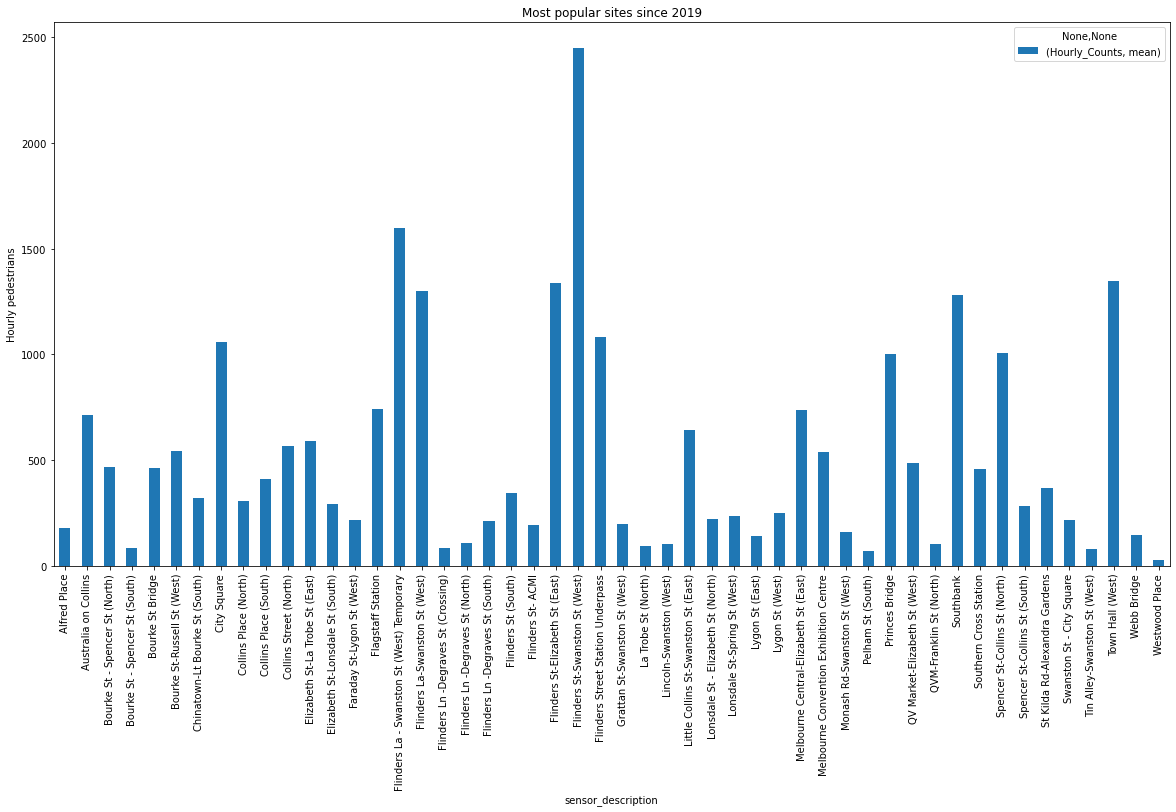 Most popular sites since 2019
None,None
(Hourly_Counts, mean)
Hourly pedestrians
2500
2000
1500
1000
500
0
Alfred Place
Australia on Collins
Bourke St - Spencer St (North)
Bourke St - Spencer St (South)
Bourke St Bridge
Bourke St-Russell St (West)
Chinatown-Lt Bourke St (South)
City Square
Collins Place (North)
Collins Place (South)
Collins Street (North)
Elizabeth St-La Trobe St (East)
Elizabeth St-Lonsdale St (South)
Faraday St-Lygon St (West)
Flagstaff Station
Flinders La - Swanston St (West) Temporary
Flinders La-Swanston St (West)
Flinders Ln -Degraves St (Crossing)
Flinders Ln -Degraves St (North)
Flinders Ln -Degraves St (South)
Flinders St (South)
Flinders St- ACMI
Flinders St-Elizabeth St (East)
Flinders St-Swanston St (West)
Flinders Street Station Underpass
Grattan St-Swanston St (West)
La Trobe St (North)
Lincoln-Swanston (West)
Little Collins St-Swanston St (East)
Lonsdale St - Elizabeth St (North)
Lonsdale St-Spring St (West)
Lygon St (East)
Lygon St (West)
Melbourne Central-Elizabeth St (East)
Melbourne Convention Exhibition Centre
Monash Rd-Swanston St (West)
Pelham St (South)
Princes Bridge
QV Market-Elizabeth St (West)
QVM-Franklin St (North)
Southbank
Southern Cross Station
Spencer St-Collins St (North)
Spencer St-Collins St (South)
St Kilda Rd-Alexandra Gardens
Swanston St - City Square
Tin Alley-Swanston St (West)
Town Hall (West)
Webb Bridge
Westwood Place
sensor_description